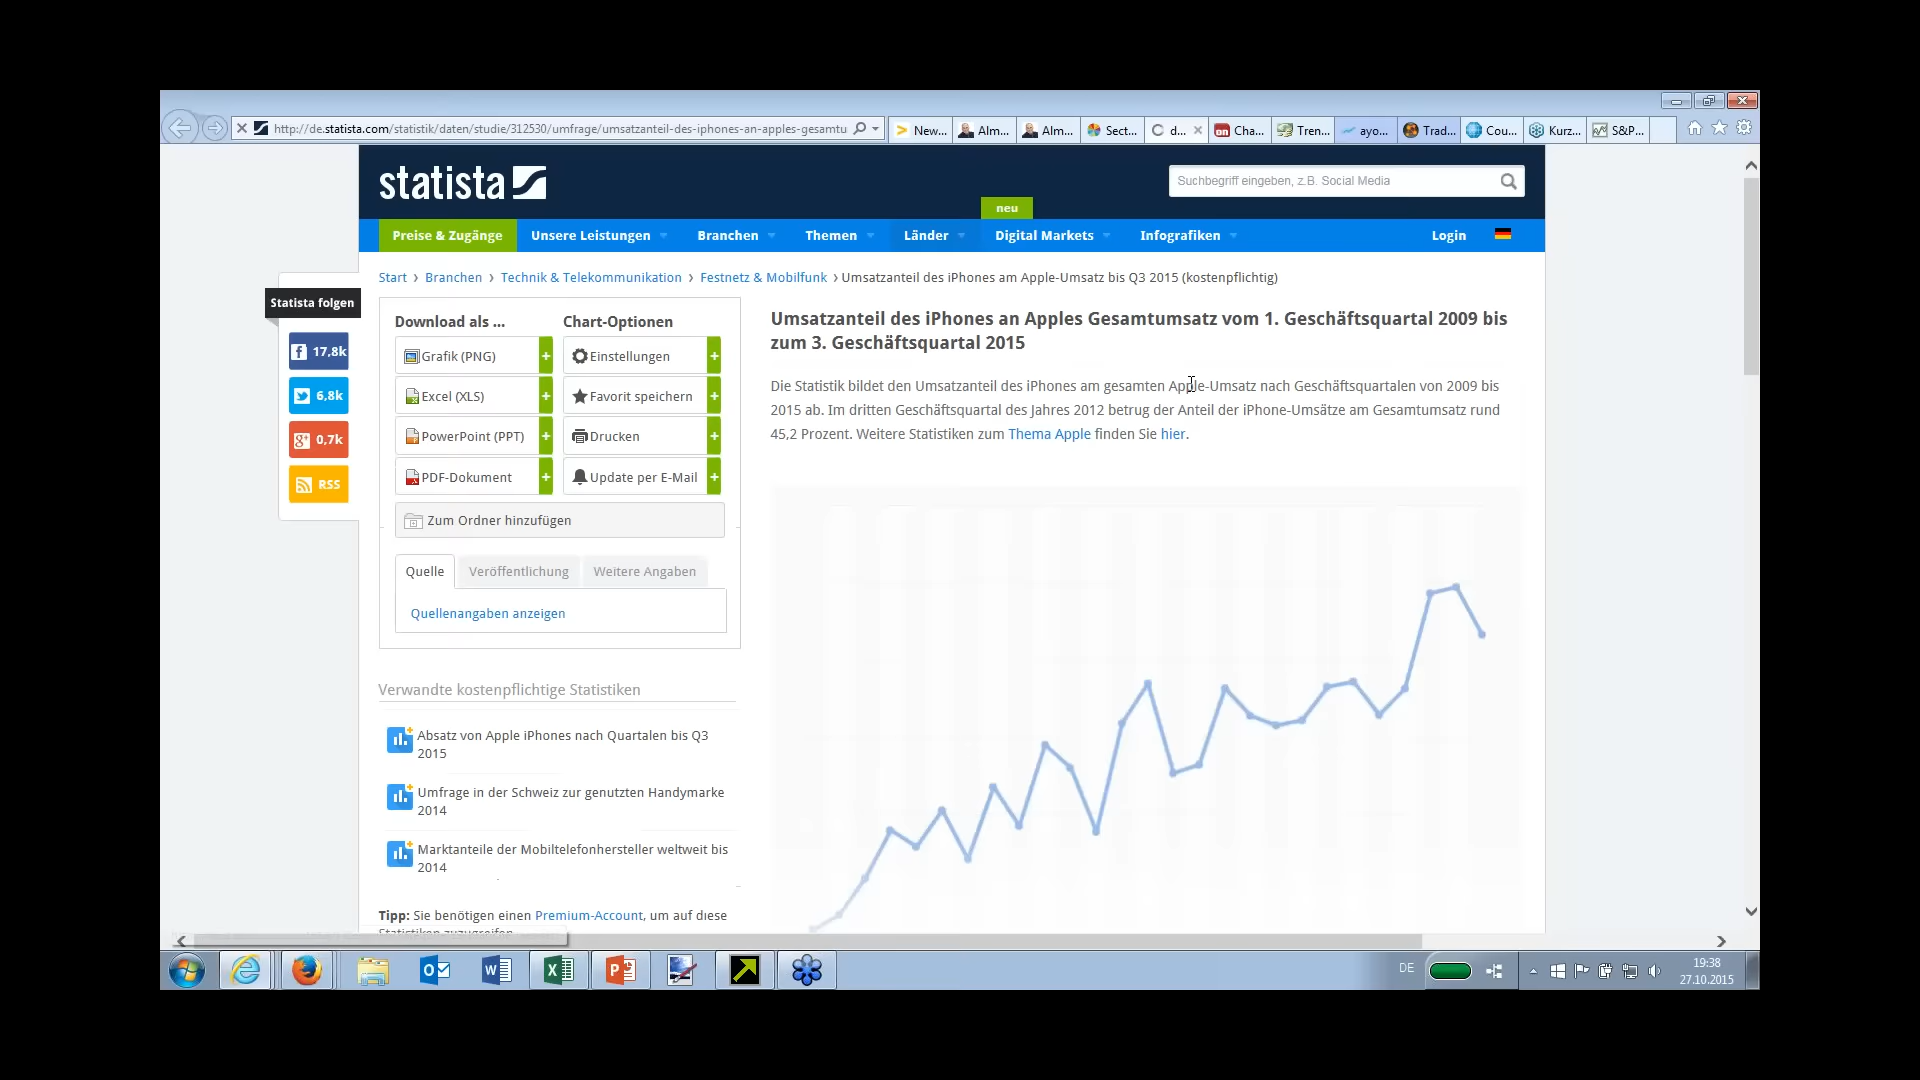 http://de.statista.com/statistik/daten/studie/312530/umfrage/umsatzanteil-des-iphones-an-apples-gesamtu
New...
Alm...
Alm...
Sect...
d...
Cha...
Tren...
ayo...
Trad...
Cou...
Kurz...
S&P...
statista
Suchbegriff eingeben, z.B. Social Media
neu
Preise & Zugänge
Unsere Leistungen
Branchen
Themen
Länder
Digital Markets
Infografiken
Login
Start › Branchen › Technik & Telekommunikation › Festnetz & Mobilfunk › Umsatzanteil des iPhones am Apple-Umsatz bis Q3 2015 (kostenpflichtig)
Statista folgen
17,8k
6,8k
0,7k
RSS
Download als ...
Chart-Optionen
Grafik (PNG) +
Einstellungen +
Excel (XLS) +
Favorit speichern +
PowerPoint (PPT) +
Drucken +
PDF-Dokument +
Update per E-Mail +
Zum Ordner hinzufügen
Quelle
Veröffentlichung
Weitere Angaben
Quellenangaben anzeigen
Verwandte kostenpflichtige Statistiken
Absatz von Apple iPhones nach Quartalen bis Q3
2015
Umfrage in der Schweiz zur genutzten Handymarke
2014
Marktanteile der Mobiltelefonhersteller weltweit bis
2014
Tipp: Sie benötigen einen Premium-Account, um auf diese
Statistiken zuzugreifen.
Umsatzanteil des iPhones an Apples Gesamtumsatz vom 1. Geschäftsquartal 2009 bis
zum 3. Geschäftsquartal 2015
Die Statistik bildet den Umsatzanteil des iPhones am gesamten Apple-Umsatz nach Geschäftsquartalen von 2009 bis
2015 ab. Im dritten Geschäftsquartal des Jahres 2012 betrug der Anteil der iPhone-Umsätze am Gesamtumsatz rund
45,2 Prozent. Weitere Statistiken zum Thema Apple finden Sie hier.
DE
19:38
27.10.2015